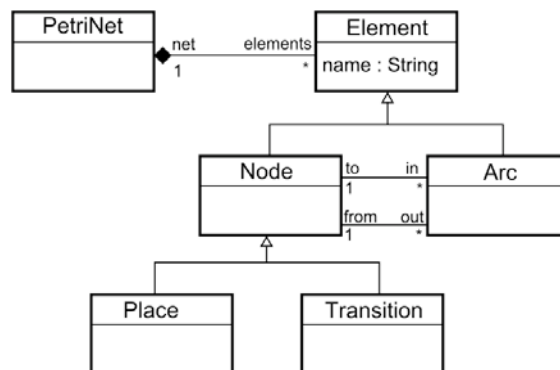 PetriNet
Element
net
elements
1
*
name : String
Node
to
in
Arc
1
*
from
out
1
*
Place
Transition